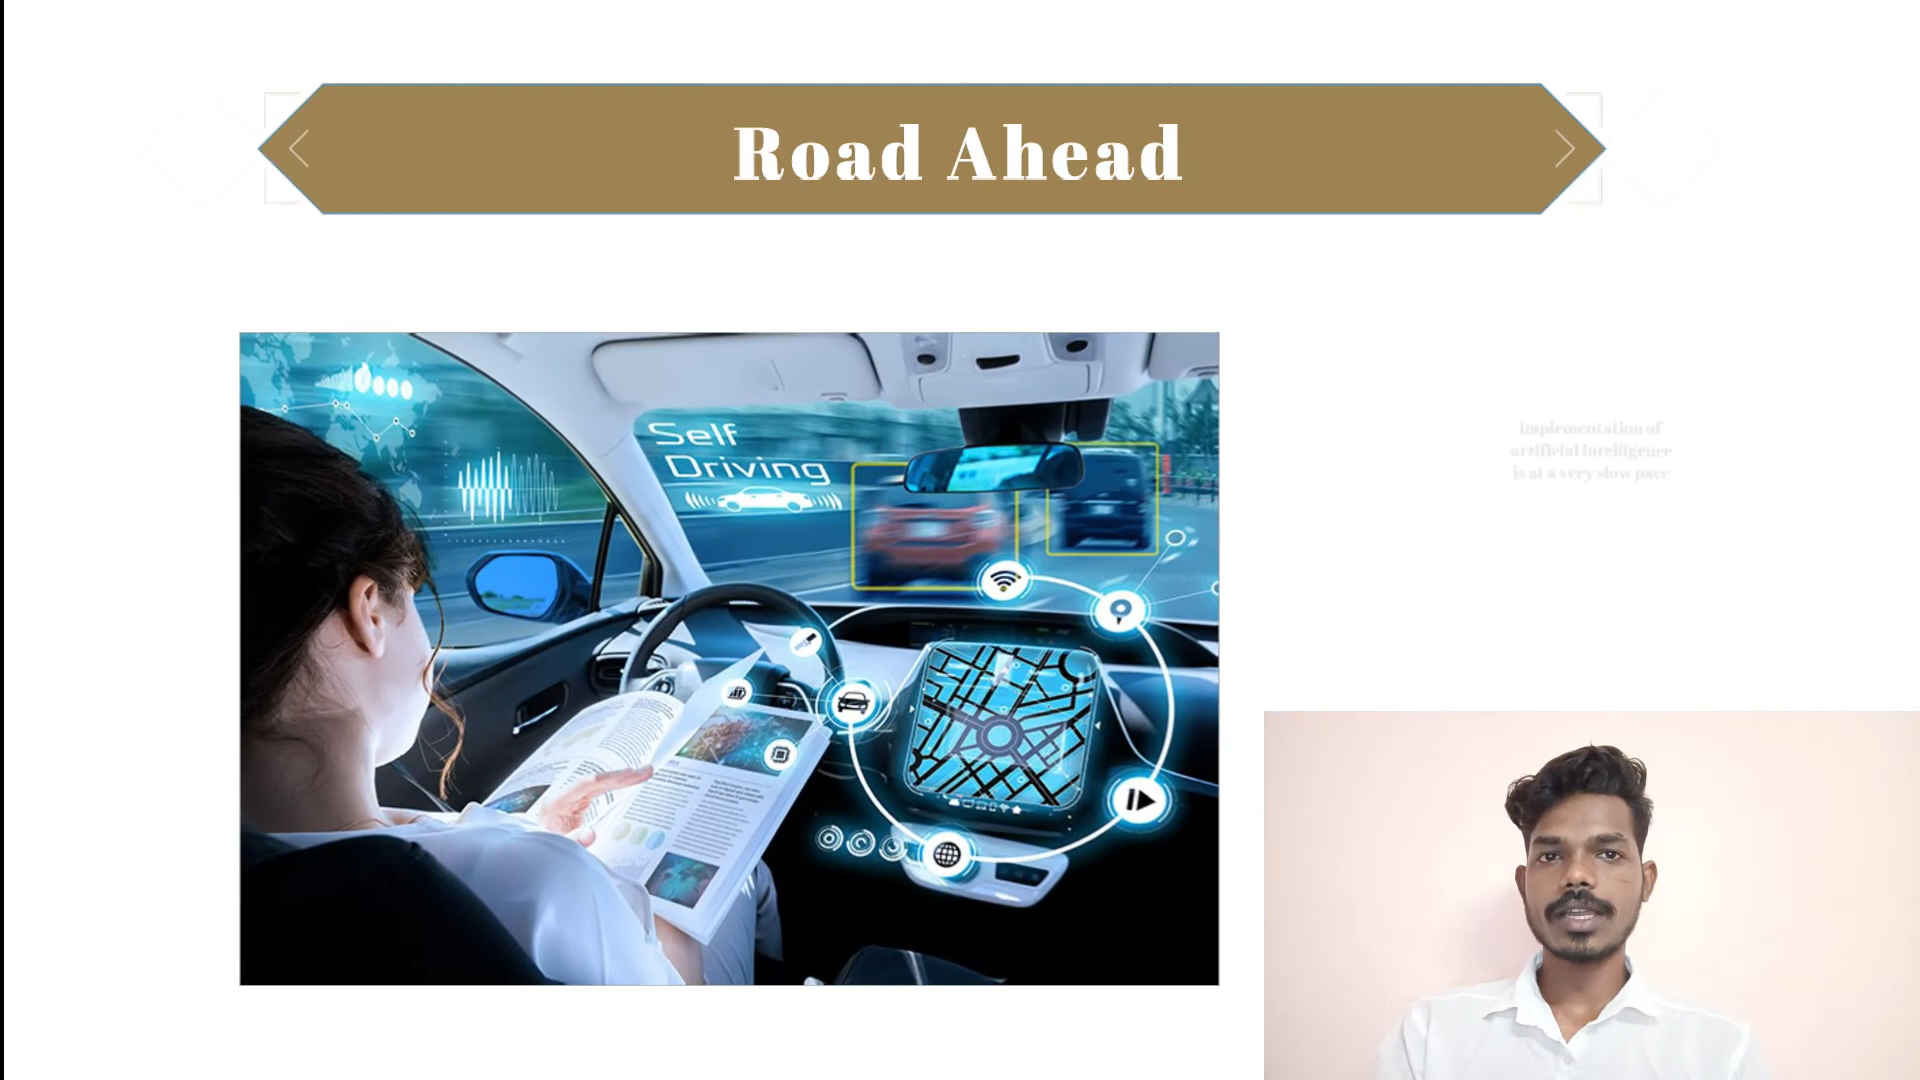 Road Ahead
Self
Driving
Implementation of
artificial intelligence
is at a very slow pace